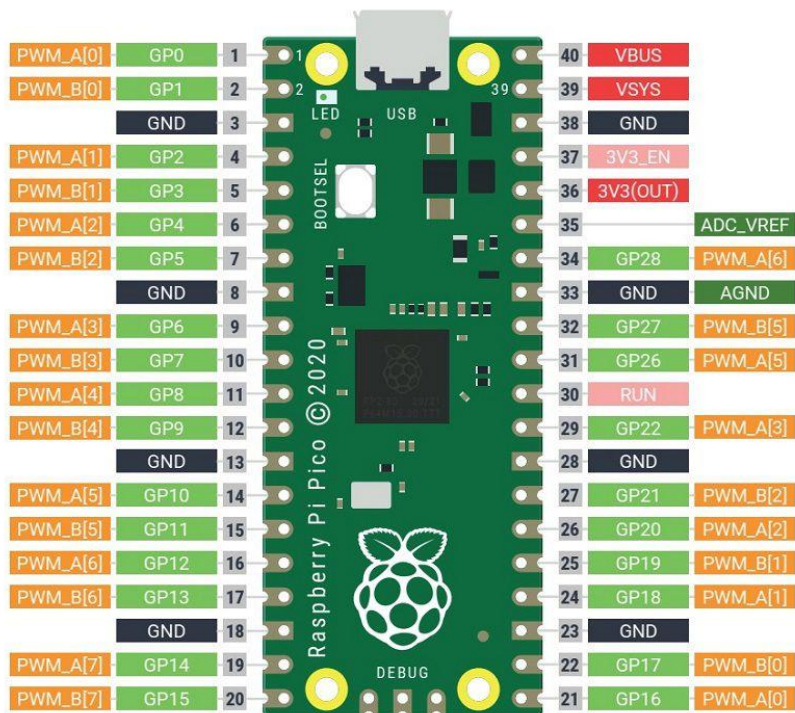 PWM_A[0] GP0 1 1 40 VBUS
PWM_B[0] GP1 2 2 39 39 VSYS
GND 3 LED USB 38 GND
PWM_A[1] GP2 4 37 3V3_EN
PWM_B[1] GP3 5 BOOTSEL 36 3V3(OUT)
PWM_A[2] GP4 6 35 ADC_VREF
PWM_B[2] GP5 7 34 GP28 PWM_A[6]
GND 8 33 GND AGND
PWM_A[3] GP6 9 32 GP27 PWM_B[5]
PWM_B[3] GP7 10 31 GP26 PWM_A[5]
PWM_A[4] GP8 11 30 RUN
PWM_B[4] GP9 12 29 GP22 PWM_A[3]
GND 13 28 GND
PWM_A[5] GP10 14 27 GP21 PWM_B[2]
PWM_B[5] GP11 15 26 GP20 PWM_A[2]
PWM_A[6] GP12 16 25 GP19 PWM_B[1]
PWM_B[6] GP13 17 24 GP18 PWM_A[1]
GND 18 23 GND
PWM_A[7] GP14 19 22 GP17 PWM_B[0]
PWM_B[7] GP15 20 21 GP16 PWM_A[0]
Raspberry Pi Pico © 2020
DEBUG